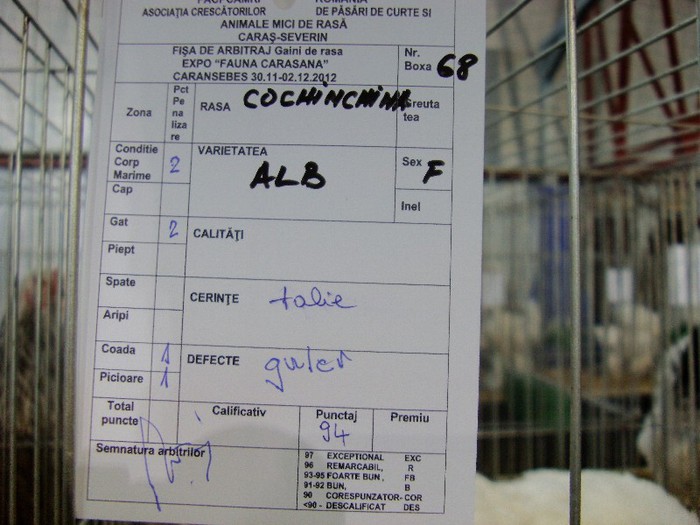 ASOCIAȚIA CRESCĂTORILOR DE PĂSĂRI DE CURTE SI
ANIMALE MICI DE RASĂ
CARAȘ-SEVERIN
FIȘA DE ARBITRAJ Gaini de rasa
EXPO "FAUNA CARASANA"
CARANSEBES 30.11-02.12.2012
Nr.
Boxa 68
Zona
Pct
Pe
na
liza
re
RASA COCHINCHINA
Greuta
tea
Conditie
Corp
Marime 2
VARIETATEA
ALB
Sex F
Cap
Inel
Gat 2
CALITĂȚI
Piept
Spate
CERINȚE talie
Aripi
Coada 1
DEFECTE guler
Picioare 1
Total
puncte
Calificativ
Punctaj
94
Premiu
Semnatura arbitrilor
97 EXCEPTIONAL EXC
96 REMARCABIL, R
93-95 FOARTE BUN, FB
91-92 BUN, B
90 CORESPUNZATOR- COR
<90 - DESCALIFICAT DES